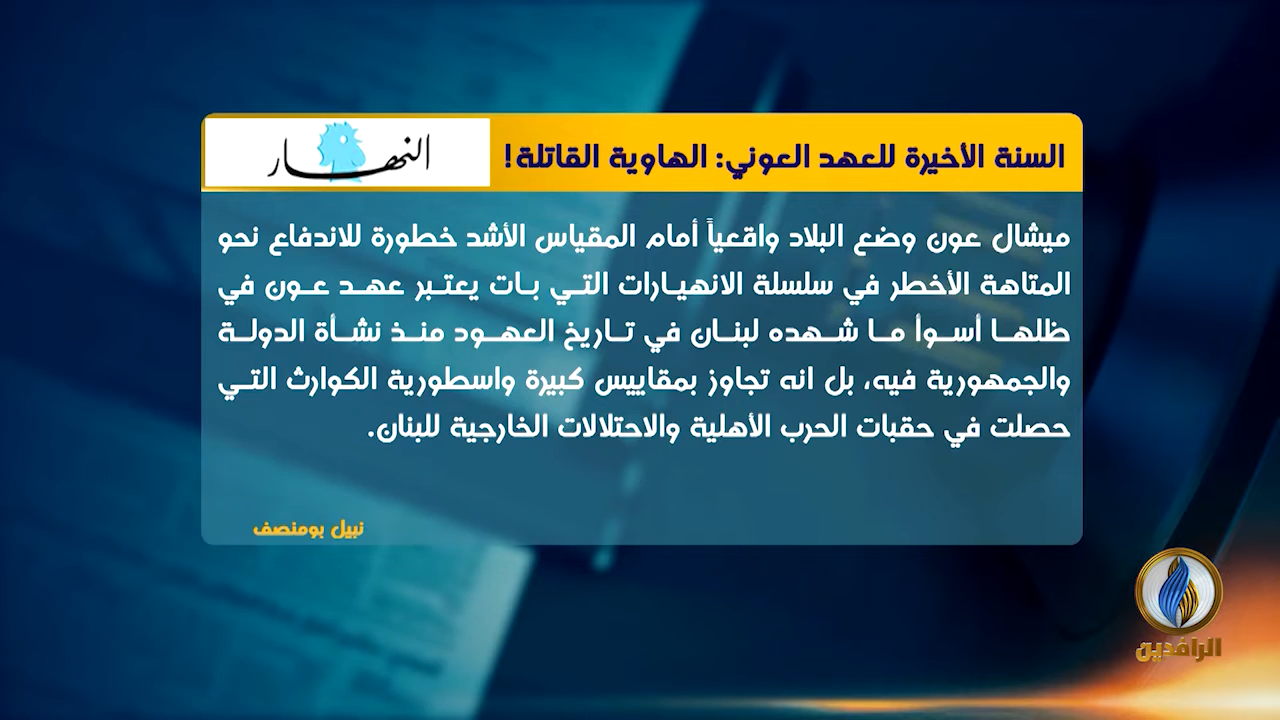 السنة الأخيرة للعهد العوني: الهاوية القاتلة!
النهار
ميشال عون وضع البلاد واقعياً أمام المقياس الأشد خطورة للاندفاع نحو
المتاهة الأخطر في سلسلة الانهيارات التي بات يعتبر عهد عون في
ظلها أسوأ ما شهده لبنان في تاريخ العهود منذ نشأة الدولة
والجمهورية فيه، بل انه تجاوز بمقاييس كبيرة واسطورية الكوارث التي
حصلت في حقبات الحرب الأهلية والاحتلالات الخارجية للبنان.
نبيل بومنصف
الرافدين